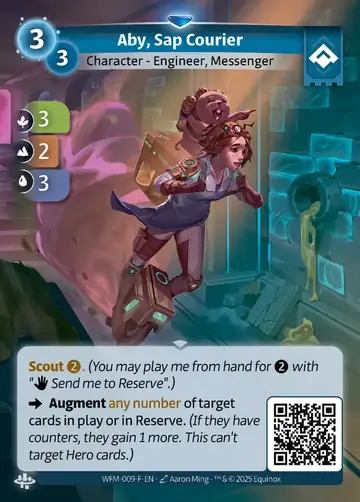 3
Aby, Sap Courier
3
Character - Engineer, Messenger
3
2
3
Scout 2. (You may play me from hand for 2 with
" Send me to Reserve".)
Augment any number of target
cards in play or in Reserve. (If they have
counters, they gain 1 more. This can't
target Hero cards.)
WFM-009-F-EN - Aaron Ming - ™ & © 2025 Equinox